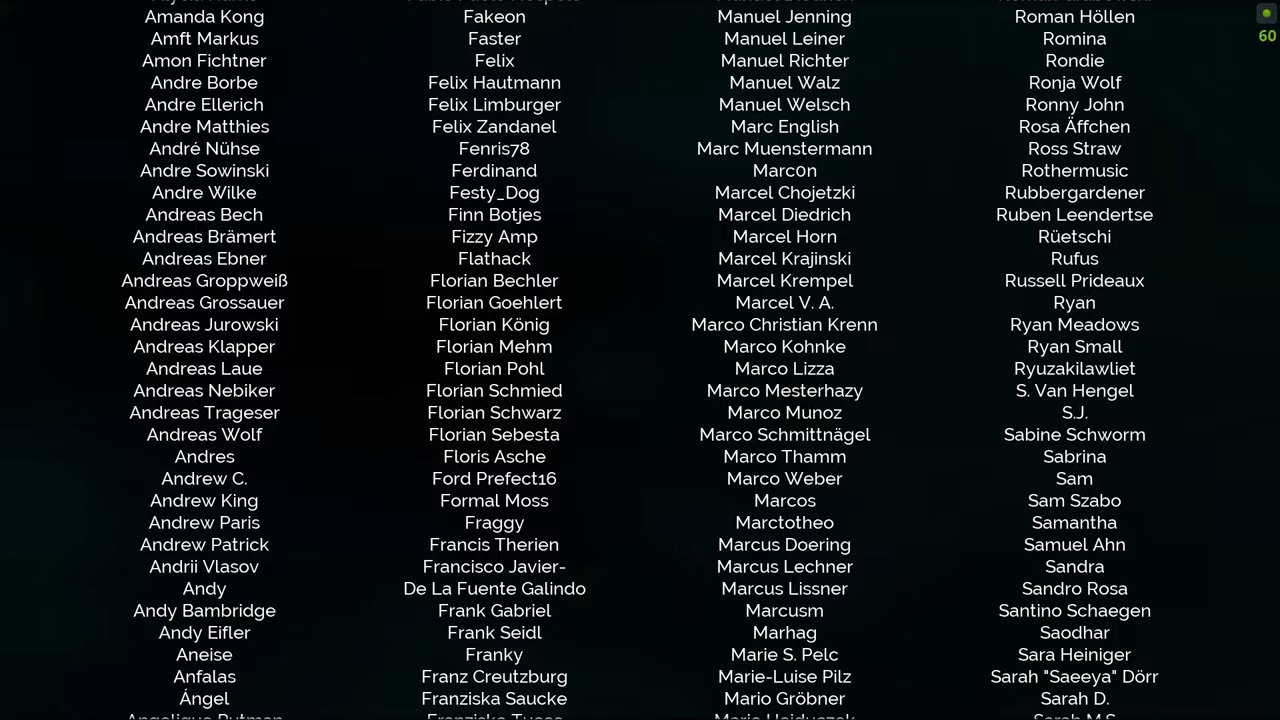 Amanda Kong
Amft Markus
Amon Fichtner
Andre Borbe
Andre Ellerich
Andre Matthies
André Nühse
Andre Sowinski
Andre Wilke
Andreas Bech
Andreas Brämert
Andreas Ebner
Andreas Groppweiß
Andreas Grossauer
Andreas Jurowski
Andreas Klapper
Andreas Laue
Andreas Nebiker
Andreas Trageser
Andreas Wolf
Andres
Andrew C.
Andrew King
Andrew Paris
Andrew Patrick
Andrii Vlasov
Andy
Andy Bambridge
Andy Eifler
Aneise
Anfalas
Ángel
Fakeon
Faster
Felix
Felix Hautmann
Felix Limburger
Felix Zandanel
Fenris78
Ferdinand
Festy_Dog
Finn Botjes
Fizzy Amp
Flathack
Florian Bechler
Florian Goehlert
Florian König
Florian Mehm
Florian Pohl
Florian Schmied
Florian Schwarz
Florian Sebesta
Floris Asche
Ford Prefect16
Formal Moss
Fraggy
Francis Therien
Francisco Javier-
De La Fuente Galindo
Frank Gabriel
Frank Seidl
Franky
Franz Creutzburg
Franziska Saucke
Manuel Jenning
Manuel Leiner
Manuel Richter
Manuel Walz
Manuel Welsch
Marc English
Marc Muenstermann
Marc0n
Marcel Chojetzki
Marcel Diedrich
Marcel Horn
Marcel Krajinski
Marcel Krempel
Marcel V. A.
Marco Christian Krenn
Marco Kohnke
Marco Lizza
Marco Mesterhazy
Marco Munoz
Marco Schmittnägel
Marco Thamm
Marco Weber
Marcos
Marctotheo
Marcus Doering
Marcus Lechner
Marcus Lissner
Marcusm
Marhag
Marie S. Pelc
Marie-Luise Pilz
Mario Gröbner
Roman Höllen
Romina
Rondie
Ronja Wolf
Ronny John
Rosa Äffchen
Ross Straw
Rothermusic
Rubbergardener
Ruben Leendertse
Rüetschi
Rufus
Russell Prideaux
Ryan
Ryan Meadows
Ryan Small
Ryuzakilawliet
S. Van Hengel
S.J.
Sabine Schworm
Sabrina
Sam
Sam Szabo
Samantha
Samuel Ahn
Sandra
Sandro Rosa
Santino Schaegen
Saodhar
Sara Heiniger
Sarah "Saeeya" Dörr
Sarah D.
60